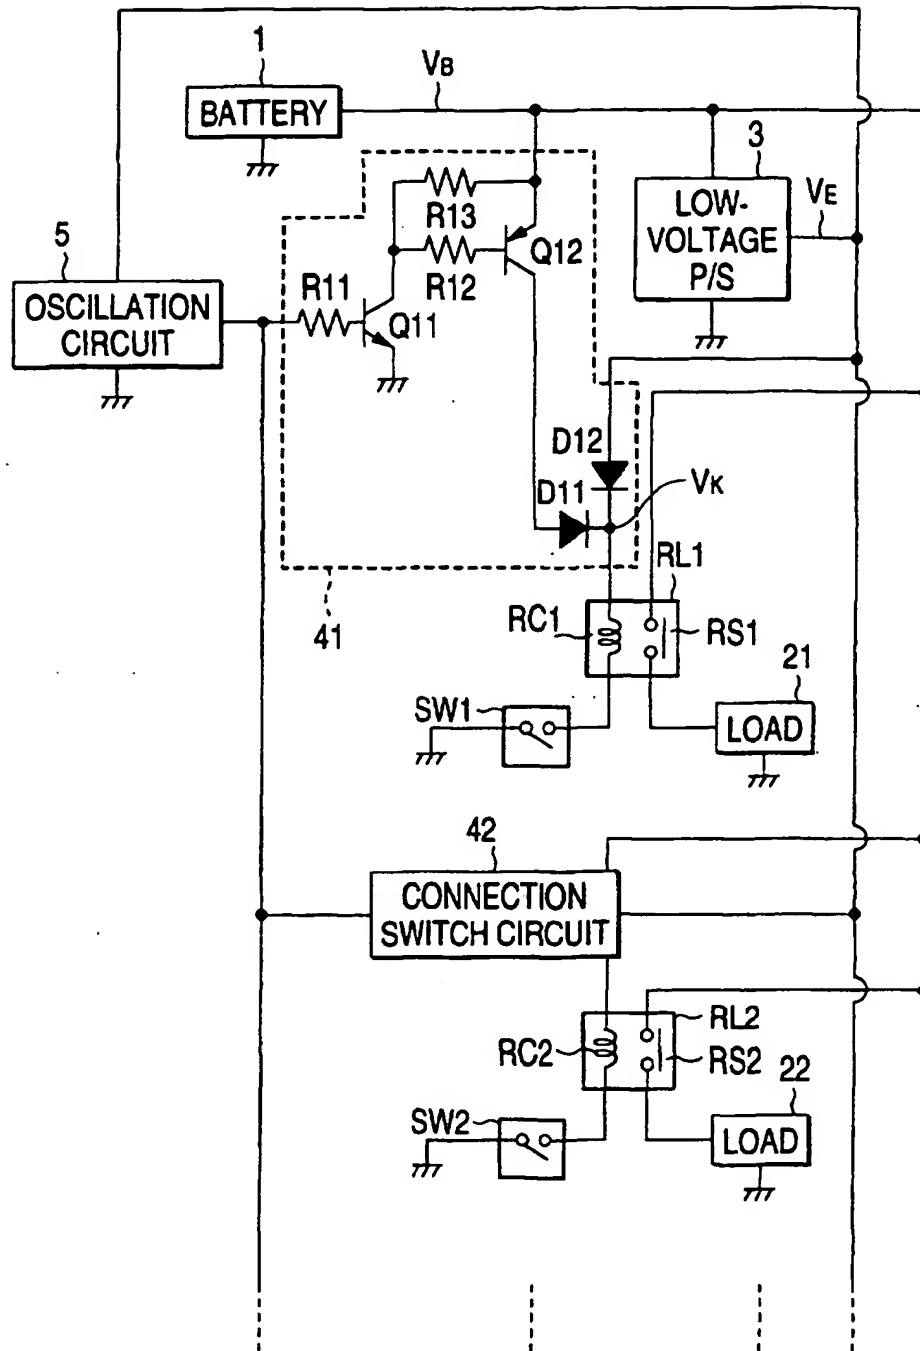 1
VB
BATTERY
3
LOW-
VOLTAGE
P/S
VE
5
OSCILLATION
CIRCUIT
R13
R12
Q12
R11
Q11
D12
D11
VK
41
RL1
RC1
RS1
21
SW1
LOAD
42
CONNECTION
SWITCH CIRCUIT
RL2
RC2
RS2
22
SW2
LOAD